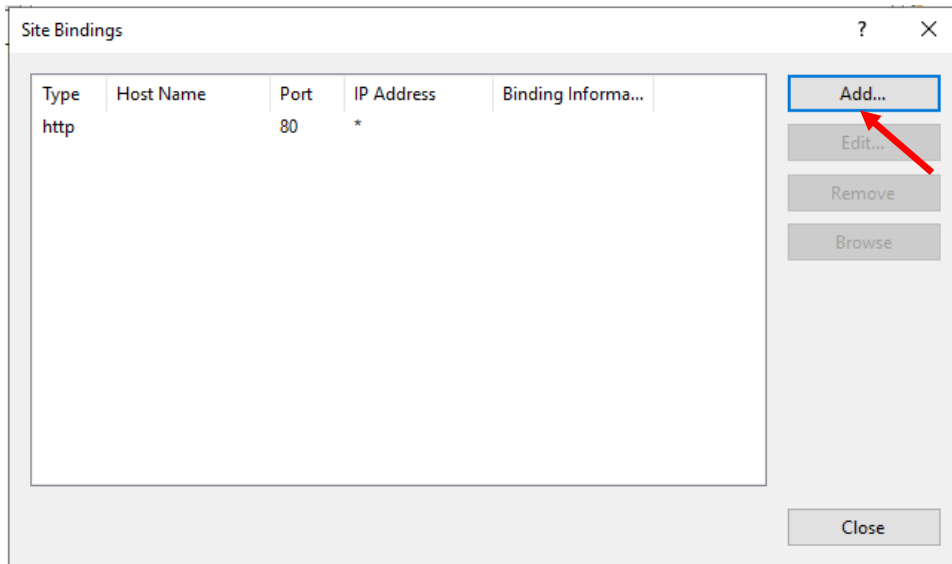 Site Bindings ?
Type Host Name Port IP Address Binding Informa... Add...
http 80 *
Edit...
Remove
Browse
Close